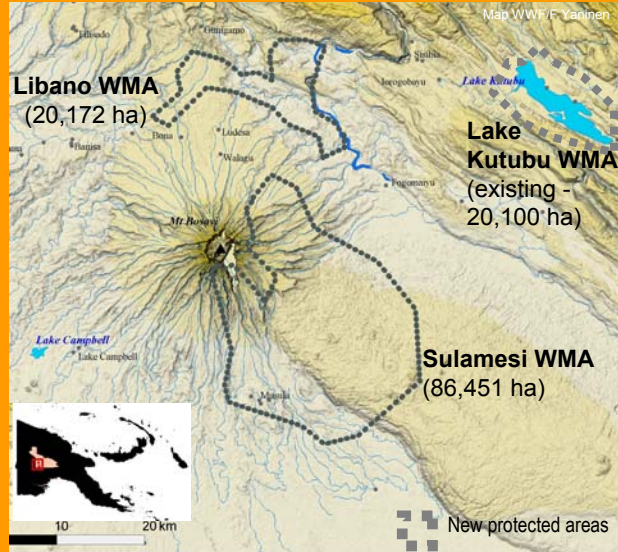 Map WWF/F. Yaninen
Gunigamo
Sisibia
Libano WMA
(20,172 ha)
Lake Kutubu
Lake
Kutubu WMA
(existing -
20,100 ha)
Bona
Ludesa
Banisa
Walagu
Fogomaiyu
Mt Bosavi
Lake Campbell
Lake Campbell
Sulamesi WMA
(86,451 ha)
Musula
10
20 km
New protected areas